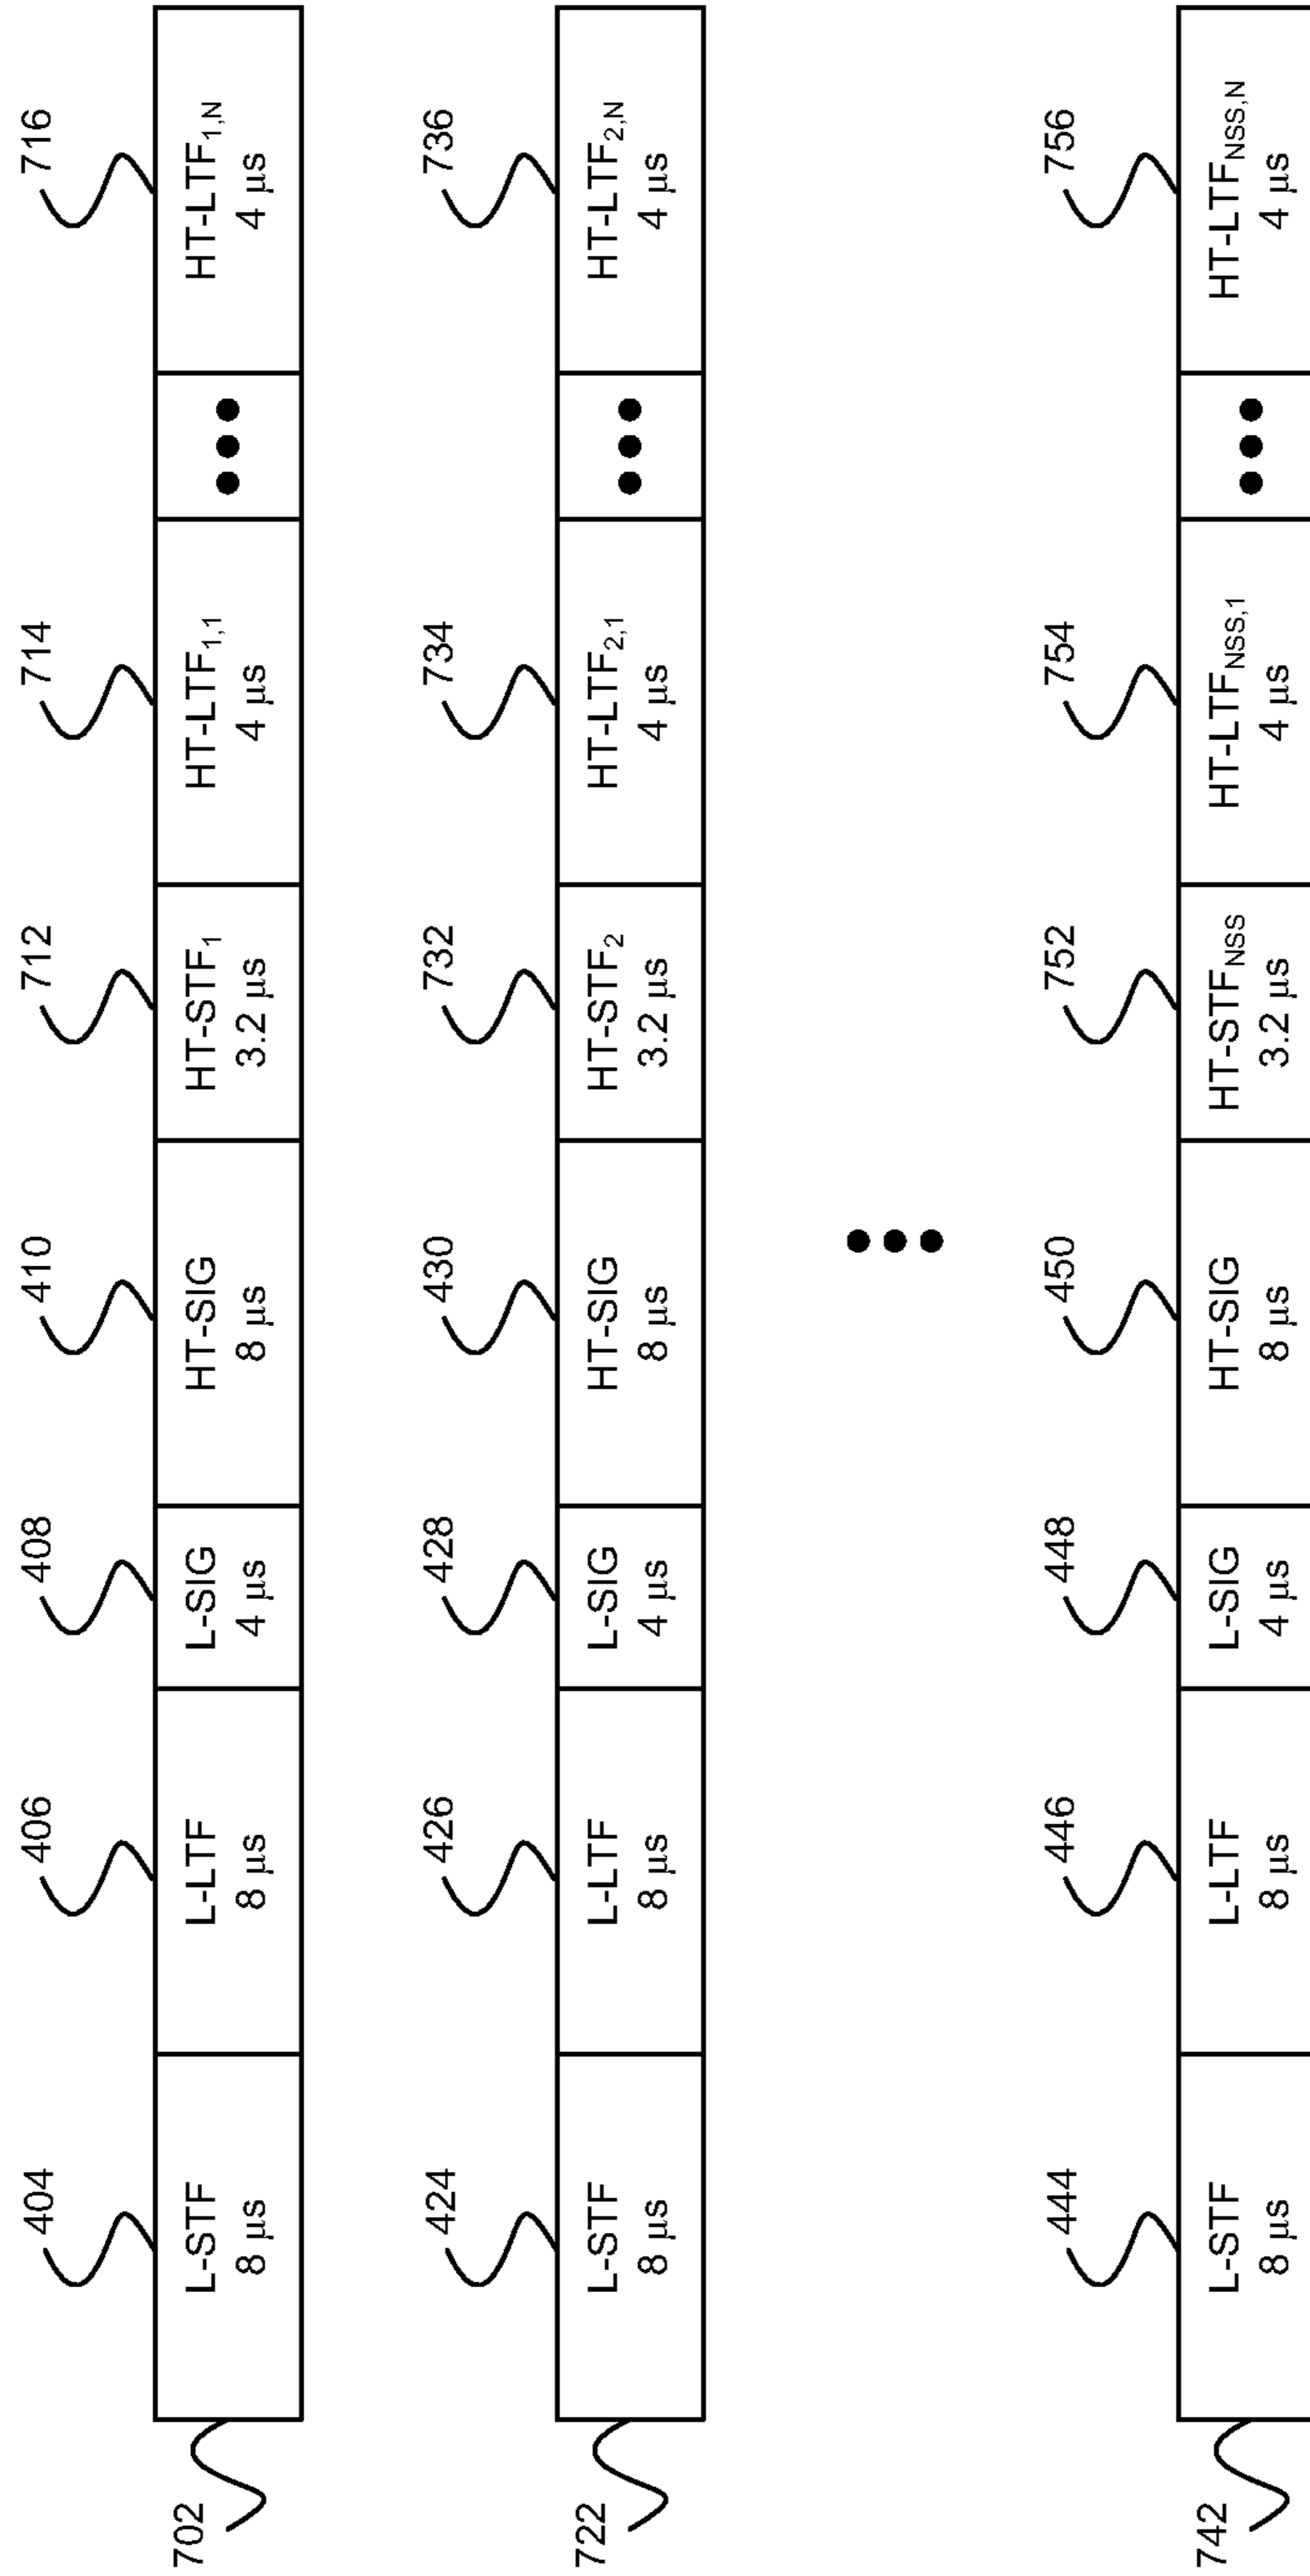 404 406 408 410 712 714 716
702
L-STF
8 μs
L-LTF
8 μs
L-SIG
4 μs
HT-SIG
8 μs
HT-STF1
3.2 μs
HT-LTF1,1
4 μs
HT-LTF1,N
4 μs
424 426 428 430 732 734 736
722
L-STF
8 μs
L-LTF
8 μs
L-SIG
4 μs
HT-SIG
8 μs
HT-STF2
3.2 μs
HT-LTF2,1
4 μs
HT-LTF2,N
4 μs
444 446 448 450 752 754 756
742
L-STF
8 μs
L-LTF
8 μs
L-SIG
4 μs
HT-SIG
8 μs
HT-STFNSS
3.2 μs
HT-LTFNSS,1
4 μs
HT-LTFNSS,N
4 μs